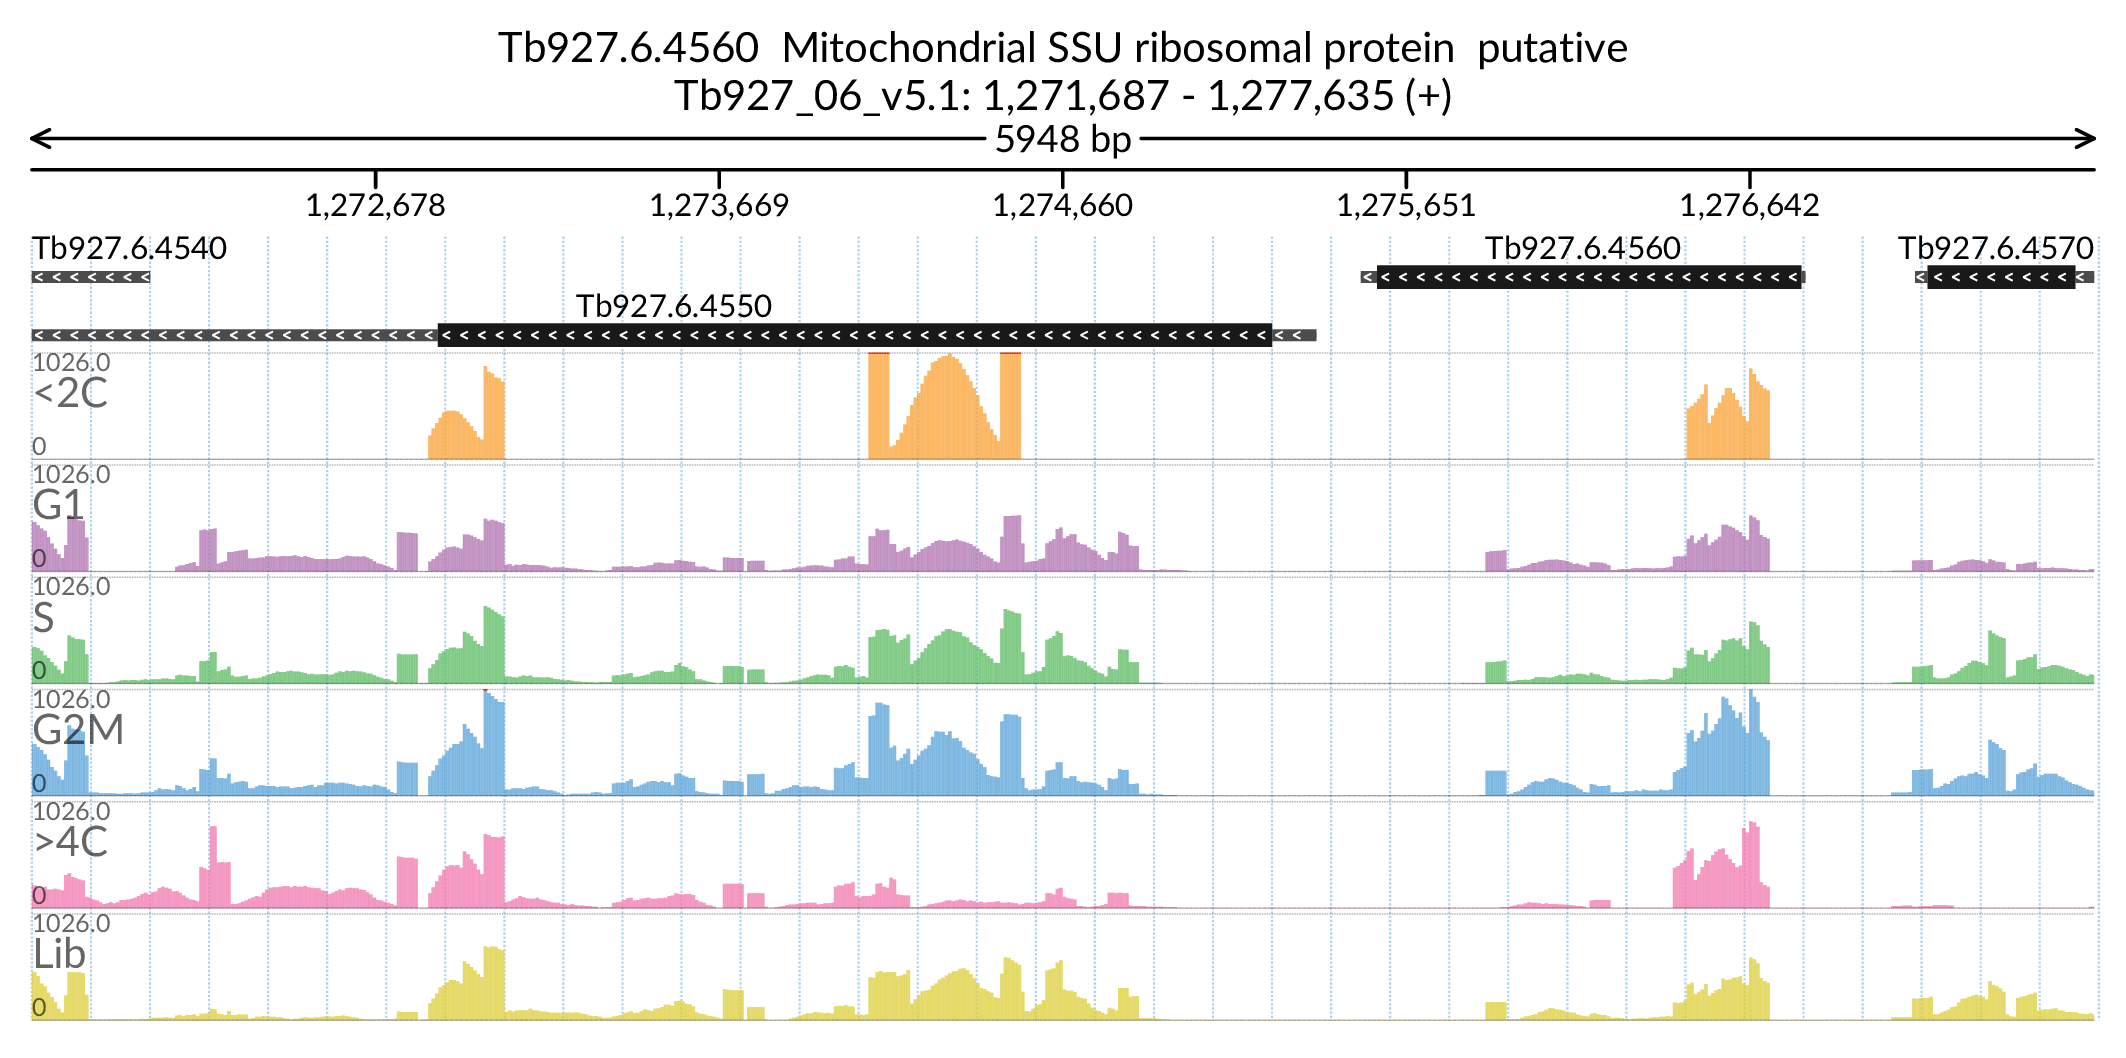 Tb927.6.4560  Mitochondrial SSU ribosomal protein  putative
Tb927_06_v5.1: 1,271,687 - 1,277,635 (+)
5948 bp
1,272,678 1,273,669 1,274,660 1,275,651 1,276,642
Tb927.6.4540 Tb927.6.4560 Tb927.6.4570
Tb927.6.4550
1026.0
<2C
0
1026.0
G1
0
1026.0
S
0
1026.0
G2M
0
1026.0
>4C
0
1026.0
Lib
0